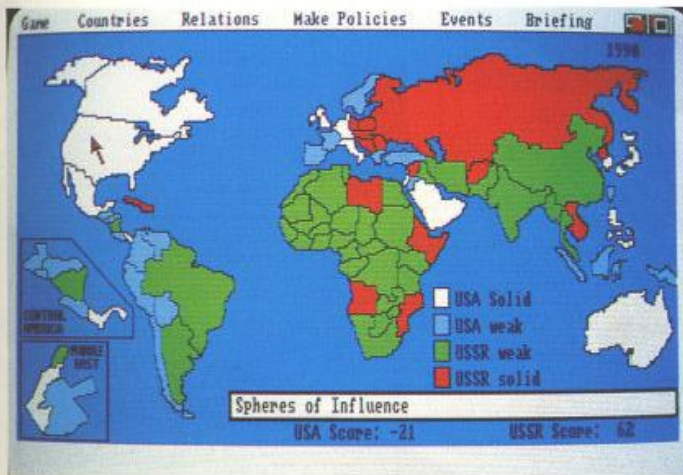 Game Countries Relations Make Policies Events Briefing
1990
CENTRAL
AMERICA
MIDDLE
EAST
USA Solid
USA weak
USSR weak
USSR solid
Spheres of Influence
USA Score: -21 USSR Score: 62